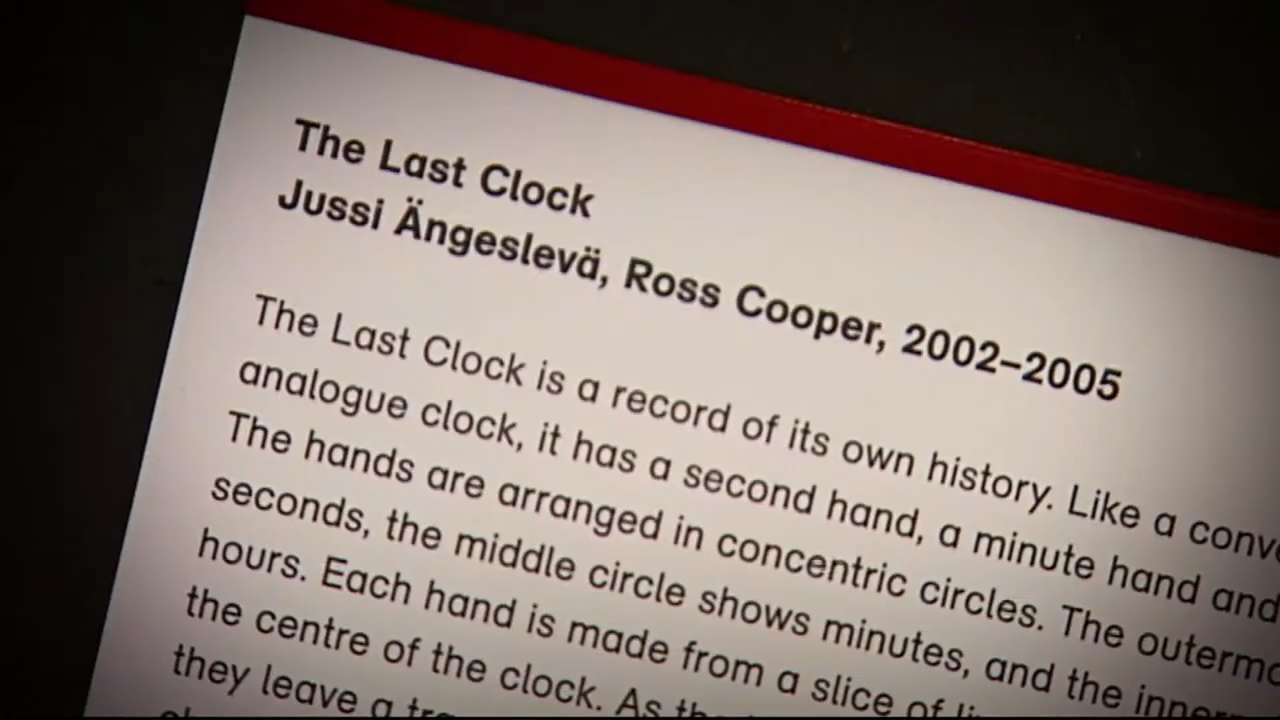 The Last Clock
Jussi Ängeslevä, Ross Cooper, 2002–2005
The Last Clock is a record of its own history. Like a
analogue clock, it has a second hand, a minute hand and
The hands are arranged in concentric circles. The
seconds, the middle circle shows minutes, and the
hours. Each hand is made from a slice of
the centre of the clock. As
they leave a